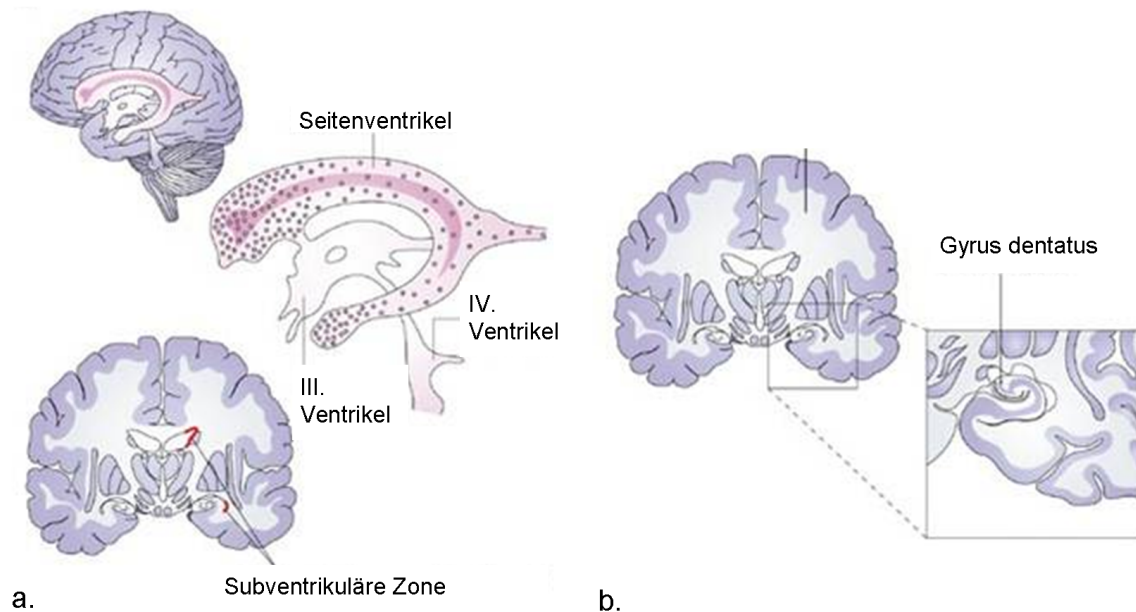 Seitenventrikel
IV.
Ventrikel
III.
Ventrikel
Subventrikuläre Zone
a.
Gyrus dentatus
b.